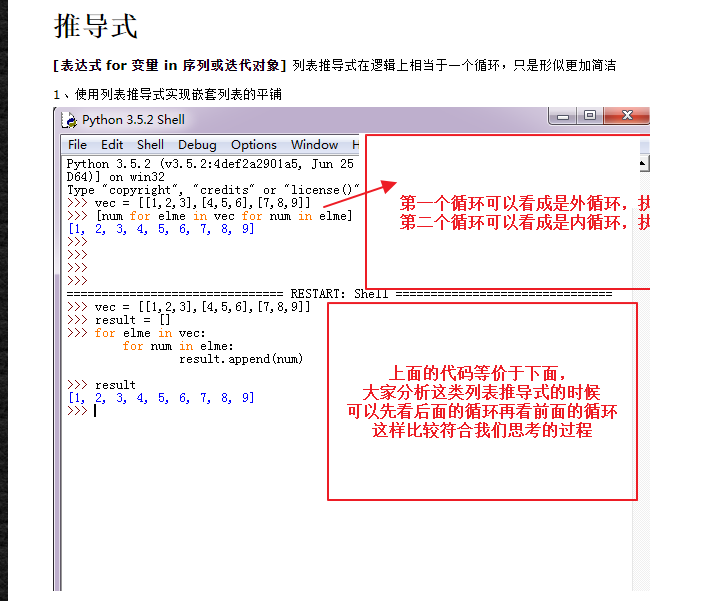 推导式
[表达式 for 变量 in 序列或迭代对象] 列表推导式在逻辑上相当于一个循环，只是形似更加简洁
1、使用列表推导式实现嵌套列表的平铺
Python 3.5.2 Shell
File Edit Shell Debug Options Window H
Python 3.5.2 (v3.5.2:4def2a2901a5, Jun 25
D64)] on win32
Type "copyright", "credits" or "license()"
>>> vec = [[1,2,3],[4,5,6],[7,8,9]]
>>> [num for elme in vec for num in elme]
[1, 2, 3, 4, 5, 6, 7, 8, 9]
>>>
>>>
>>>
>>>
第一个循环可以看成是外循环，执
第二个循环可以看成是内循环，执
=============================== RESTART: Shell ===============================
>>> vec = [[1,2,3],[4,5,6],[7,8,9]]
>>> result = []
>>> for elme in vec:
for num in elme:
result.append(num)
>>> result
[1, 2, 3, 4, 5, 6, 7, 8, 9]
>>>
上面的代码等价于下面，
大家分析这类列表推导式的时候
可以先看后面的循环再看前面的循环
这样比较符合我们思考的过程